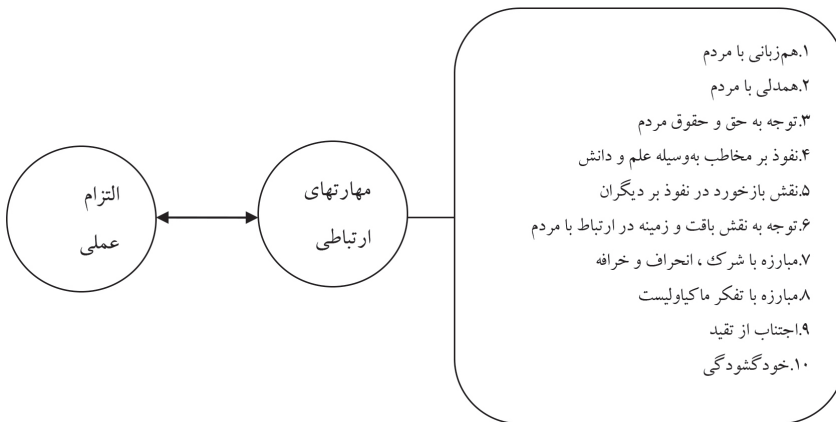 ۱.هم‌زبانی با مردم
۲.همدلی با مردم
۳.توجه به حق و حقوق مردم
۴.نفوذ بر مخاطب به‌وسیله علم و دانش
۵.نقش بازخورد در نفوذ بر دیگران
۶.توجه به نقش باقت و زمینه در ارتباط با مردم
۷.مبارزه با شرک ، انحراف و خرافه
۸.مبارزه با تفکر ماکیاولیست
۹.اجتناب از تقید
۱۰.خودگشودگی
مهارتهای
ارتباطی
التزام
عملی